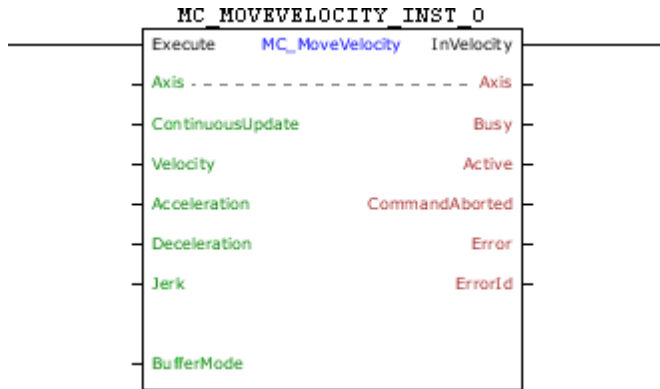 MC_MOVEVELOCITY_INST_0
Execute MC_MoveVelocity InVelocity
Axis Axis
ContinuousUpdate Busy
Velocity Active
Acceleration CommandAborted
Deceleration Error
Jerk ErrorId
BufferMode